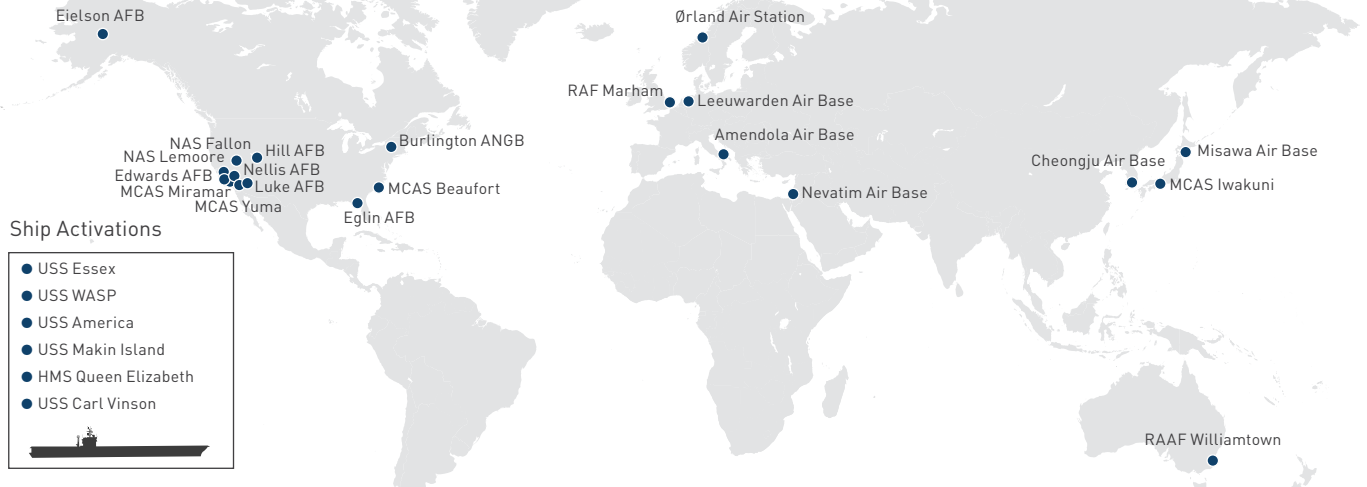 Eielson AFB
Ørland Air Station
RAF Marham
Leeuwarden Air Base
Amendola Air Base
Burlington ANGB
NAS Fallon
Hill AFB
NAS Lemoore
Nellis AFB
Edwards AFB
Luke AFB
MCAS Miramar
MCAS Yuma
MCAS Beaufort
Eglin AFB
Nevatim Air Base
Cheongju Air Base
Misawa Air Base
MCAS Iwakuni
RAAF Williamtown
Ship Activations
USS Essex
USS WASP
USS America
USS Makin Island
HMS Queen Elizabeth
USS Carl Vinson